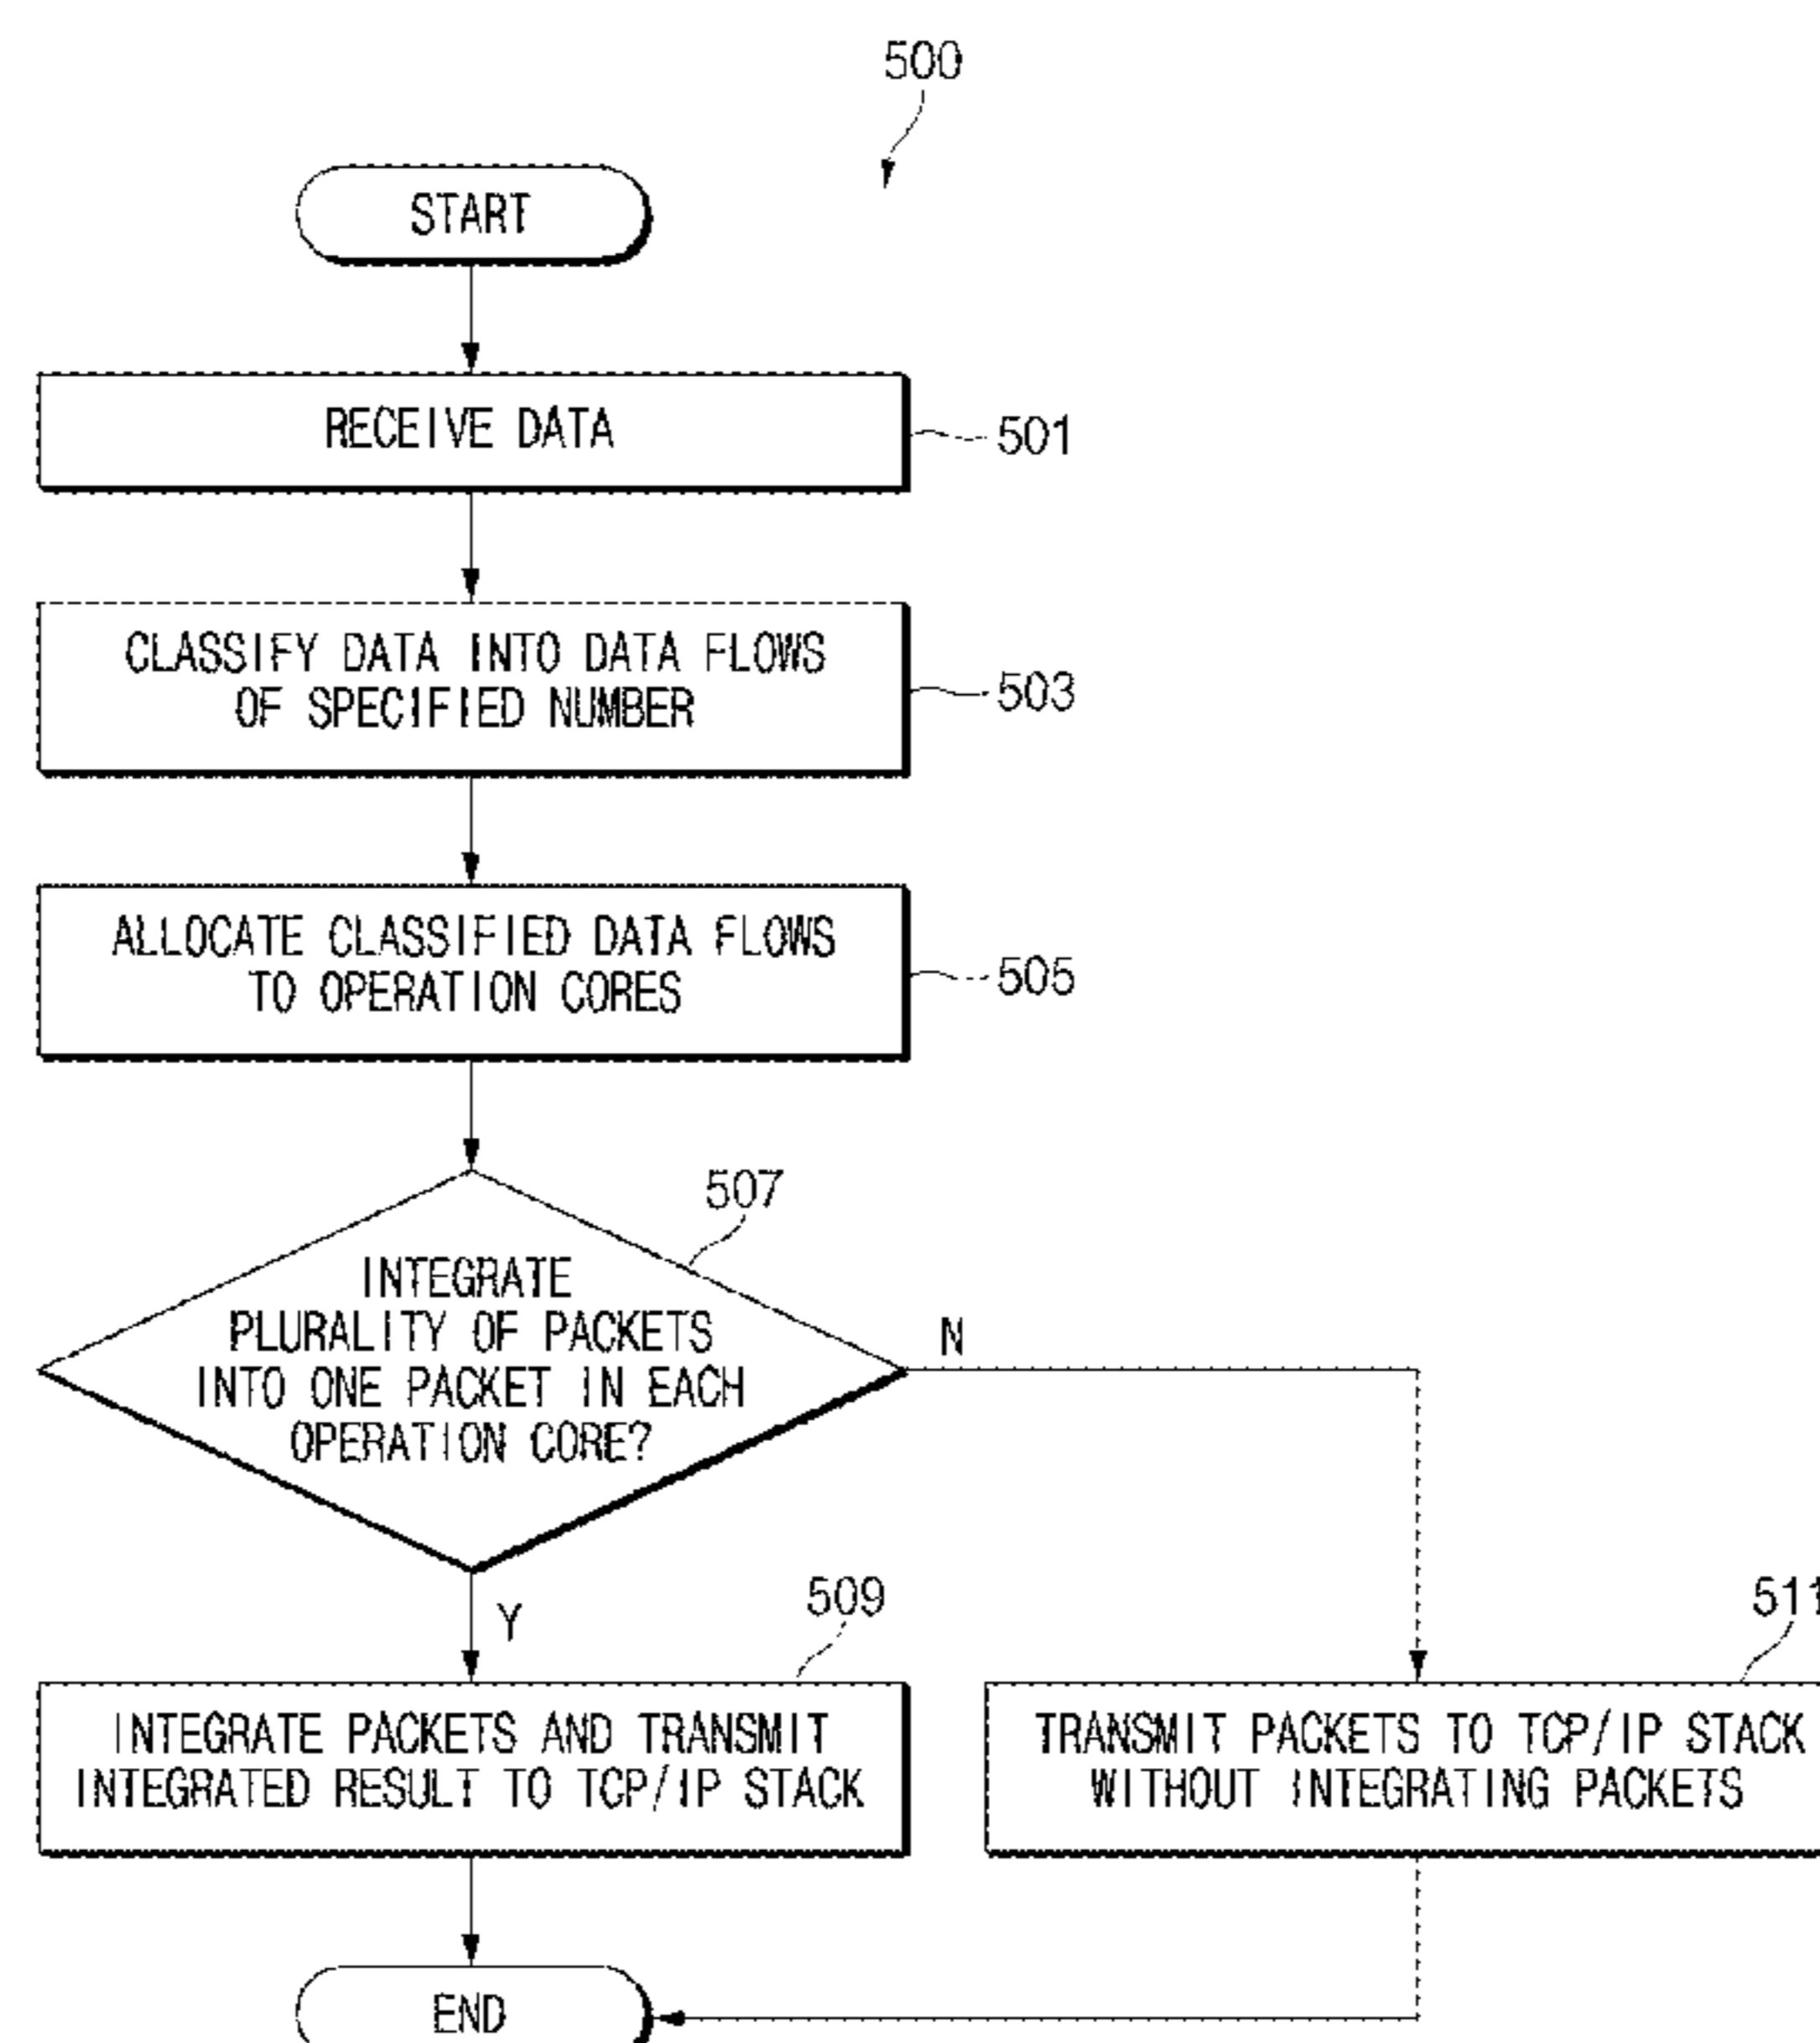 500
START
RECEIVE DATA
501
CLASSIFY DATA INTO DATA FLOWS
OF SPECIFIED NUMBER
503
ALLOCATE CLASSIFIED DATA FLOWS
TO OPERATION CORES
505
507
INTEGRATE
PLURALITY OF PACKETS
INTO ONE PACKET IN EACH
OPERATION CORE?
N
Y
509
INTEGRATE PACKETS AND TRANSMIT
INTEGRATED RESULT TO TCP/IP STACK
511
TRANSMIT PACKETS TO TCP/IP STACK
WITHOUT INTEGRATING PACKETS
END